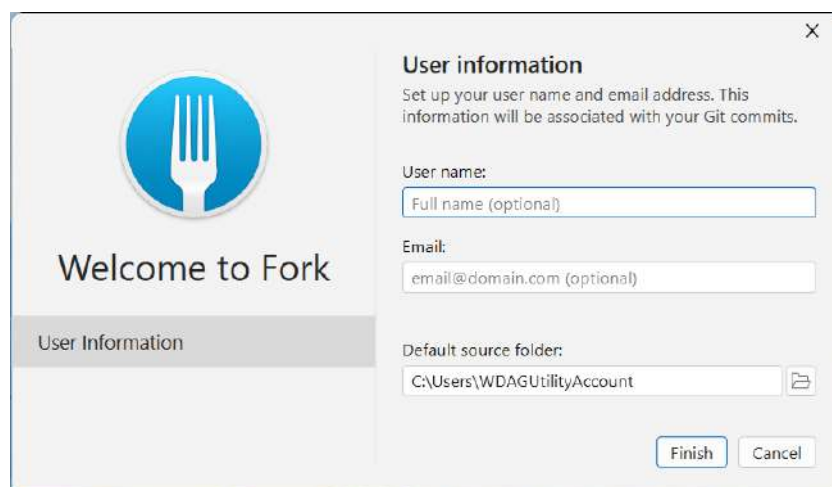 Welcome to Fork
User Information
User information
Set up your user name and email address. This
information will be associated with your Git commits.
User name:
Full name (optional)
Email:
email@domain.com (optional)
Default source folder:
C:\Users\WDAGUtilityAccount
Finish
Cancel